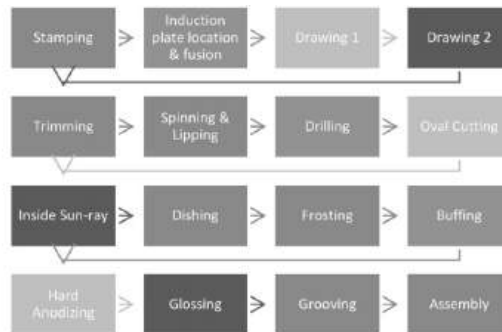 Stamping
Induction
plate location
& fusion
Drawing 1
Drawing 2
Trimming
Spinning &
Lipping
Drilling
Oval Cutting
Inside Sun-ray
Dishing
Frosting
Buffing
Hard
Anodizing
Glossing
Grooving
Assembly